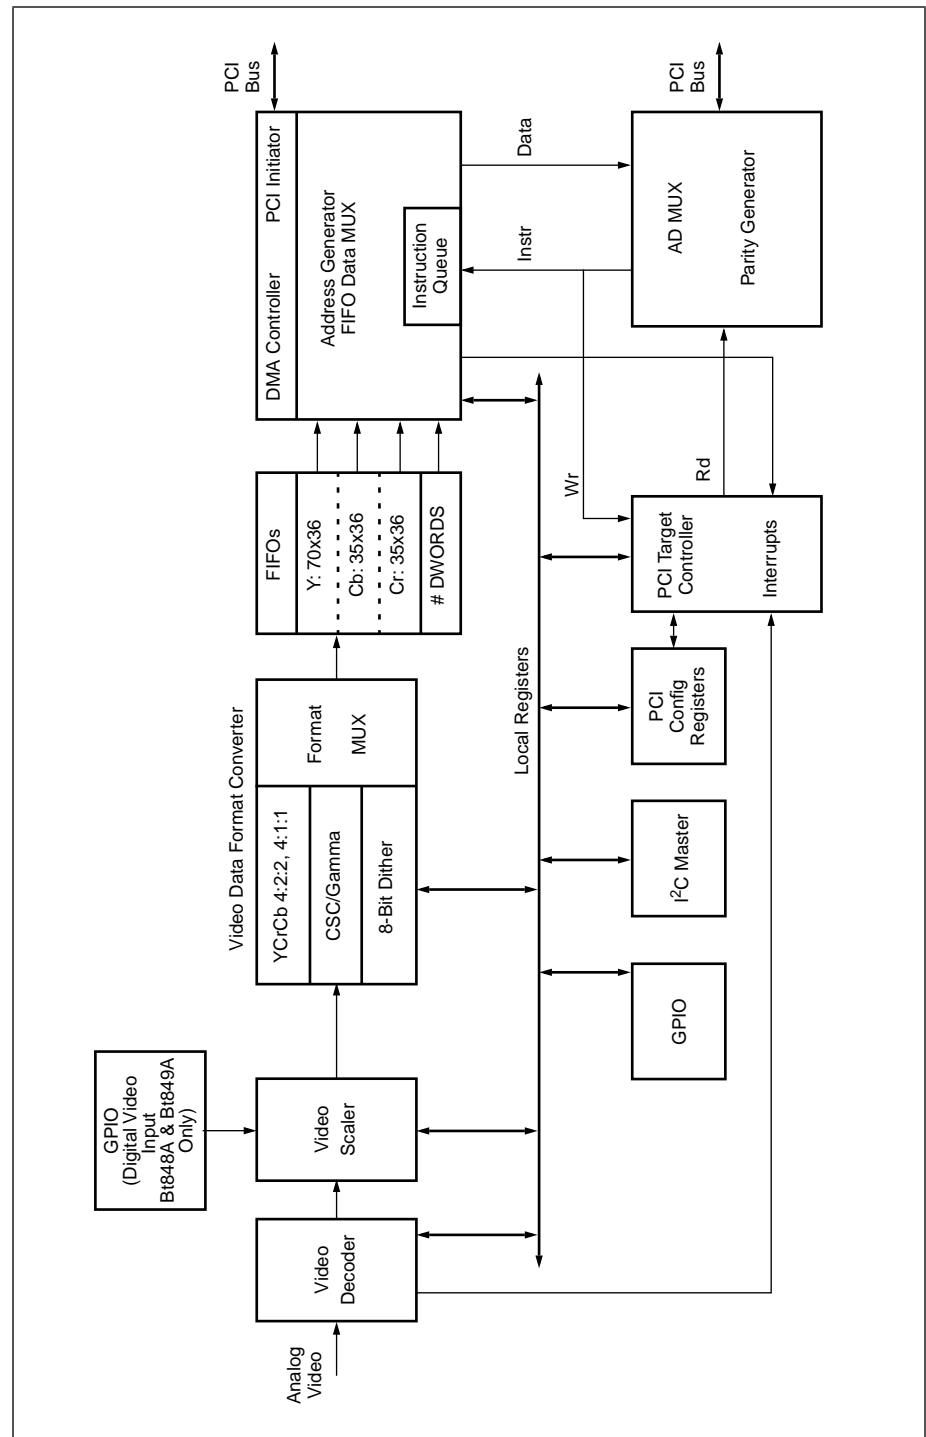 Analog
Video
Video
Decoder
GPIO
(Digital Video
Input
Bt848A & Bt849A
Only)
Video
Scaler
Video Data Format Converter
YCrCb 4:2:2, 4:1:1
CSC/Gamma
8-Bit Dither
Format
MUX
FIFOs
Y: 70x36
Cb: 35x36
Cr: 35x36
# DWORDS
DMA Controller PCI Initiator
Address Generator
FIFO Data MUX
Instruction
Queue
PCI
Bus
Local Registers
GPIO
I²C Master
PCI
Config
Registers
PCI Target
Controller
Interrupts
Wr
Rd
Instr
Data
AD MUX
Parity Generator
PCI
Bus